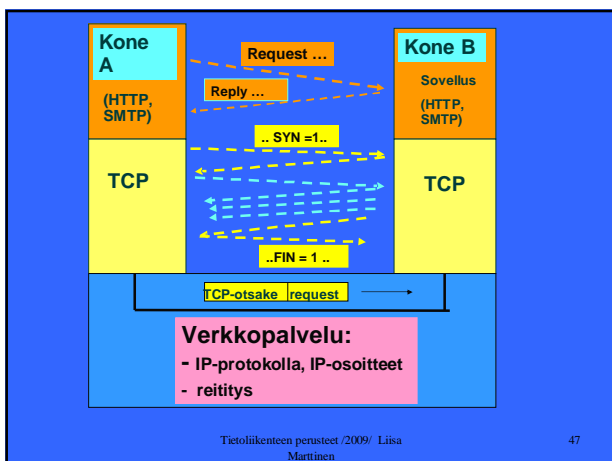 Kone
A
(HTTP,
SMTP)
Request ...
Reply ...
Kone B
Sovellus
(HTTP,
SMTP)
.. SYN =1..
TCP
TCP
..FIN = 1 ..
TCP-otsake request
Verkkopalvelu:
- IP-protokolla, IP-osoitteet
- reititys
Tietoliikenteen perusteet /2009/ Liisa
Marttinen
47